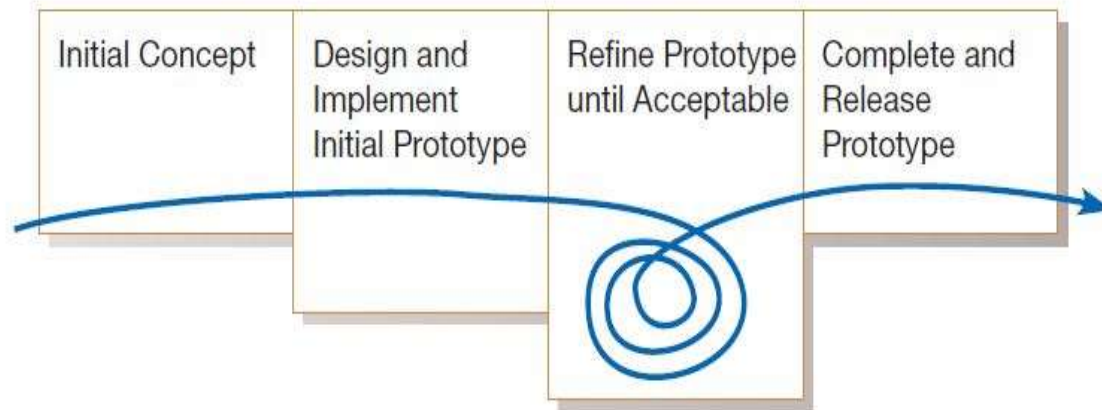 Initial Concept
Design and
Implement
Initial Prototype
Refine Prototype
until Acceptable
Complete and
Release
Prototype